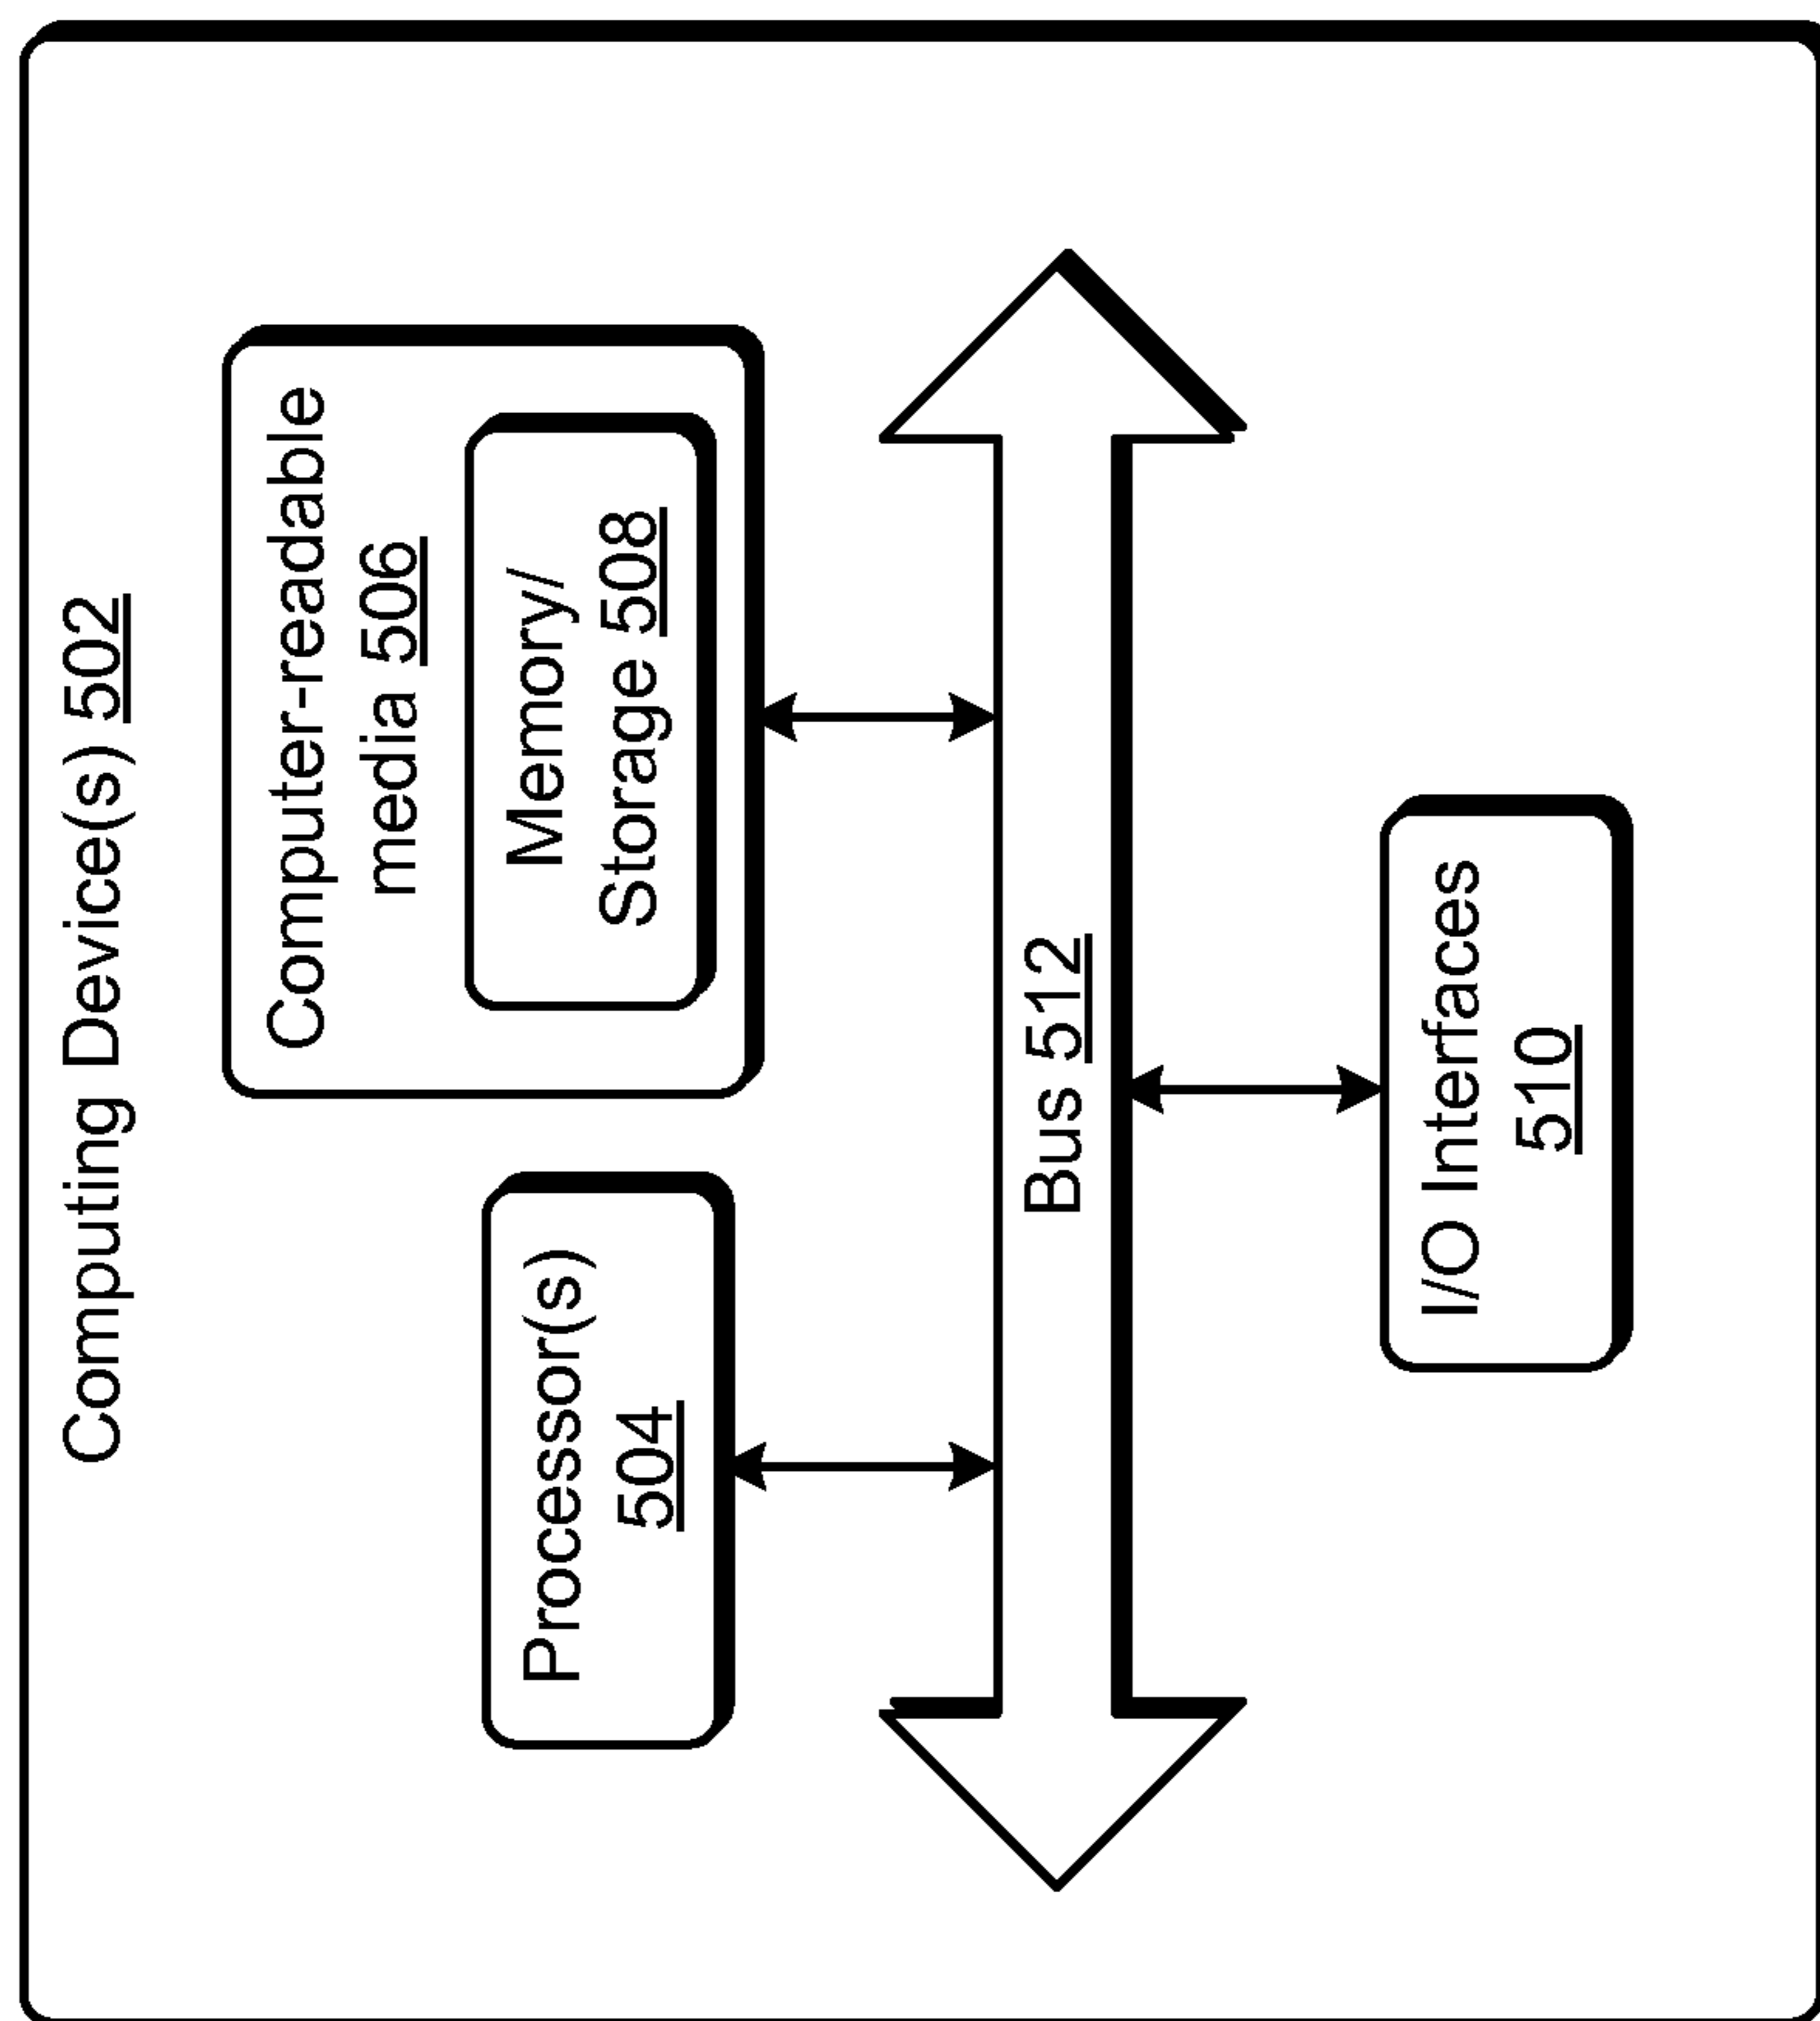 Computing Device(s) 502
Computer-readable
media 506
Memory/
Storage 508
Processor(s)
504
Bus 512
I/O Interfaces
510